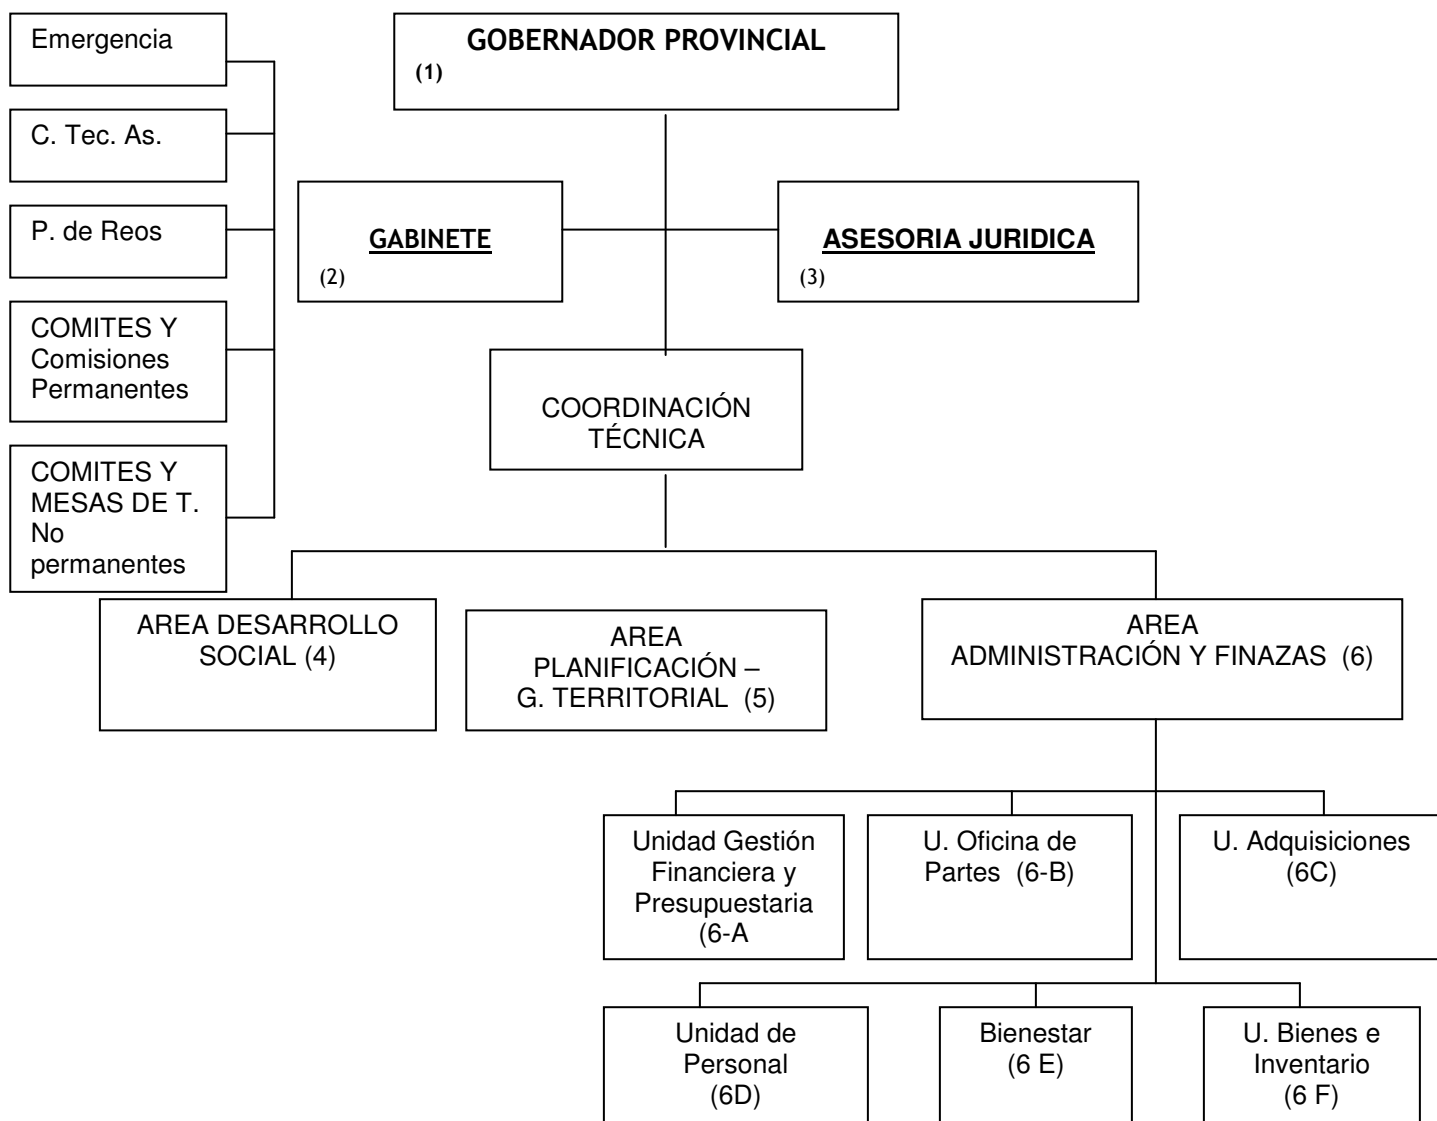 Emergencia
C. Tec. As.
P. de Reos
COMITES Y
Comisiones
Permanentes
COMITES Y
MESAS DE T.
No
permanentes
GOBERNADOR PROVINCIAL
(1)
GABINETE
(2)
ASESORIA JURIDICA
(3)
COORDINACIÓN
TÉCNICA
AREA DESARROLLO
SOCIAL (4)
AREA
PLANIFICACIÓN –
G. TERRITORIAL (5)
AREA
ADMINISTRACIÓN Y FINAZAS (6)
Unidad Gestión
Financiera y
Presupuestaria
(6-A
U. Oficina de
Partes (6-B)
U. Adquisiciones
(6C)
Unidad de
Personal
(6D)
Bienestar
(6 E)
U. Bienes e
Inventario
(6 F)